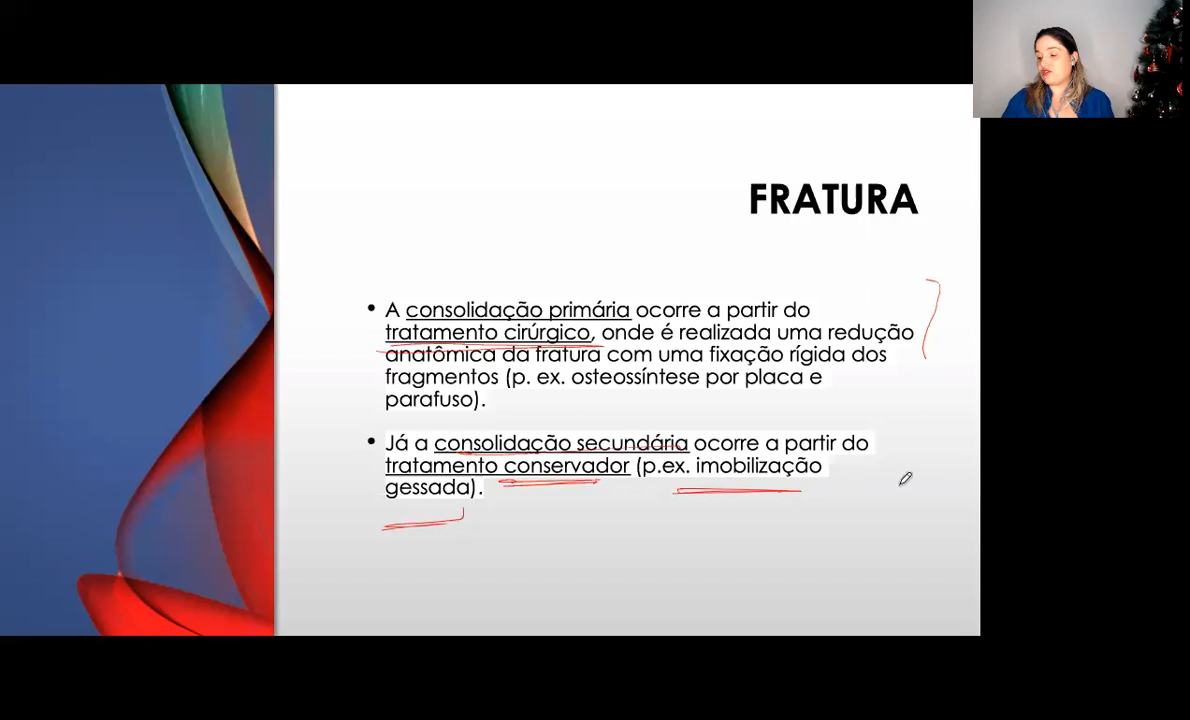 FRATURA
• A consolidação primária ocorre a partir do
tratamento cirúrgico, onde é realizada uma redução
anatômica da fratura com uma fixação rígida dos
fragmentos (p. ex. osteossíntese por placa e
parafuso).
• Já a consolidação secundária ocorre a partir do
tratamento conservador (p.ex. imobilização
gessada).